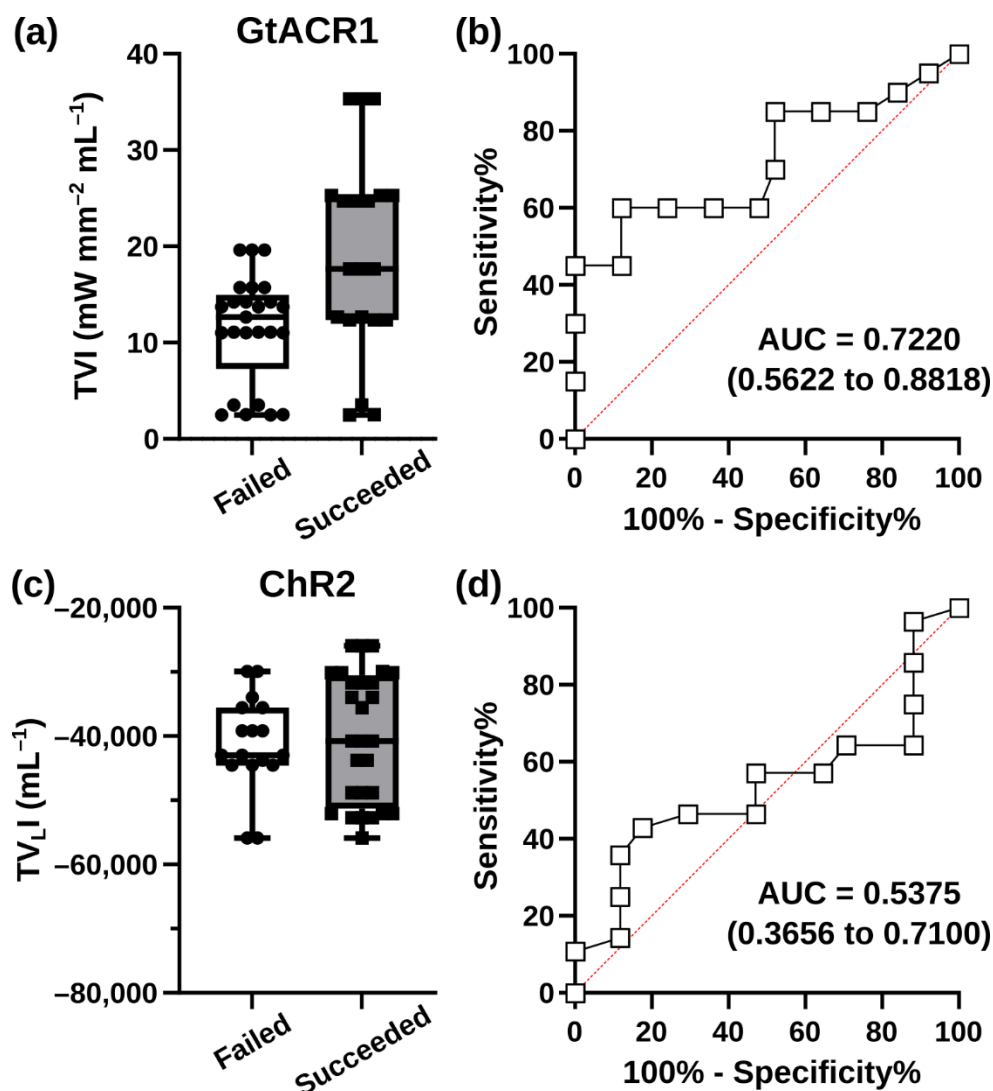 (a) GtACR1
TVI (mW mm⁻² mL⁻¹)
40
30
20
10
0
Failed
Succeeded
(b)
Sensitivity%
100
80
60
40
20
0
AUC = 0.7220
(0.5622 to 0.8818)
0 20 40 60 80 100
100% - Specificity%
(c) ChR2
TV_LI (mL⁻¹)
–20,000
–40,000
–60,000
–80,000
Failed
Succeeded
(d)
Sensitivity%
100
80
60
40
20
0
AUC = 0.5375
(0.3656 to 0.7100)
0 20 40 60 80 100
100% - Specificity%